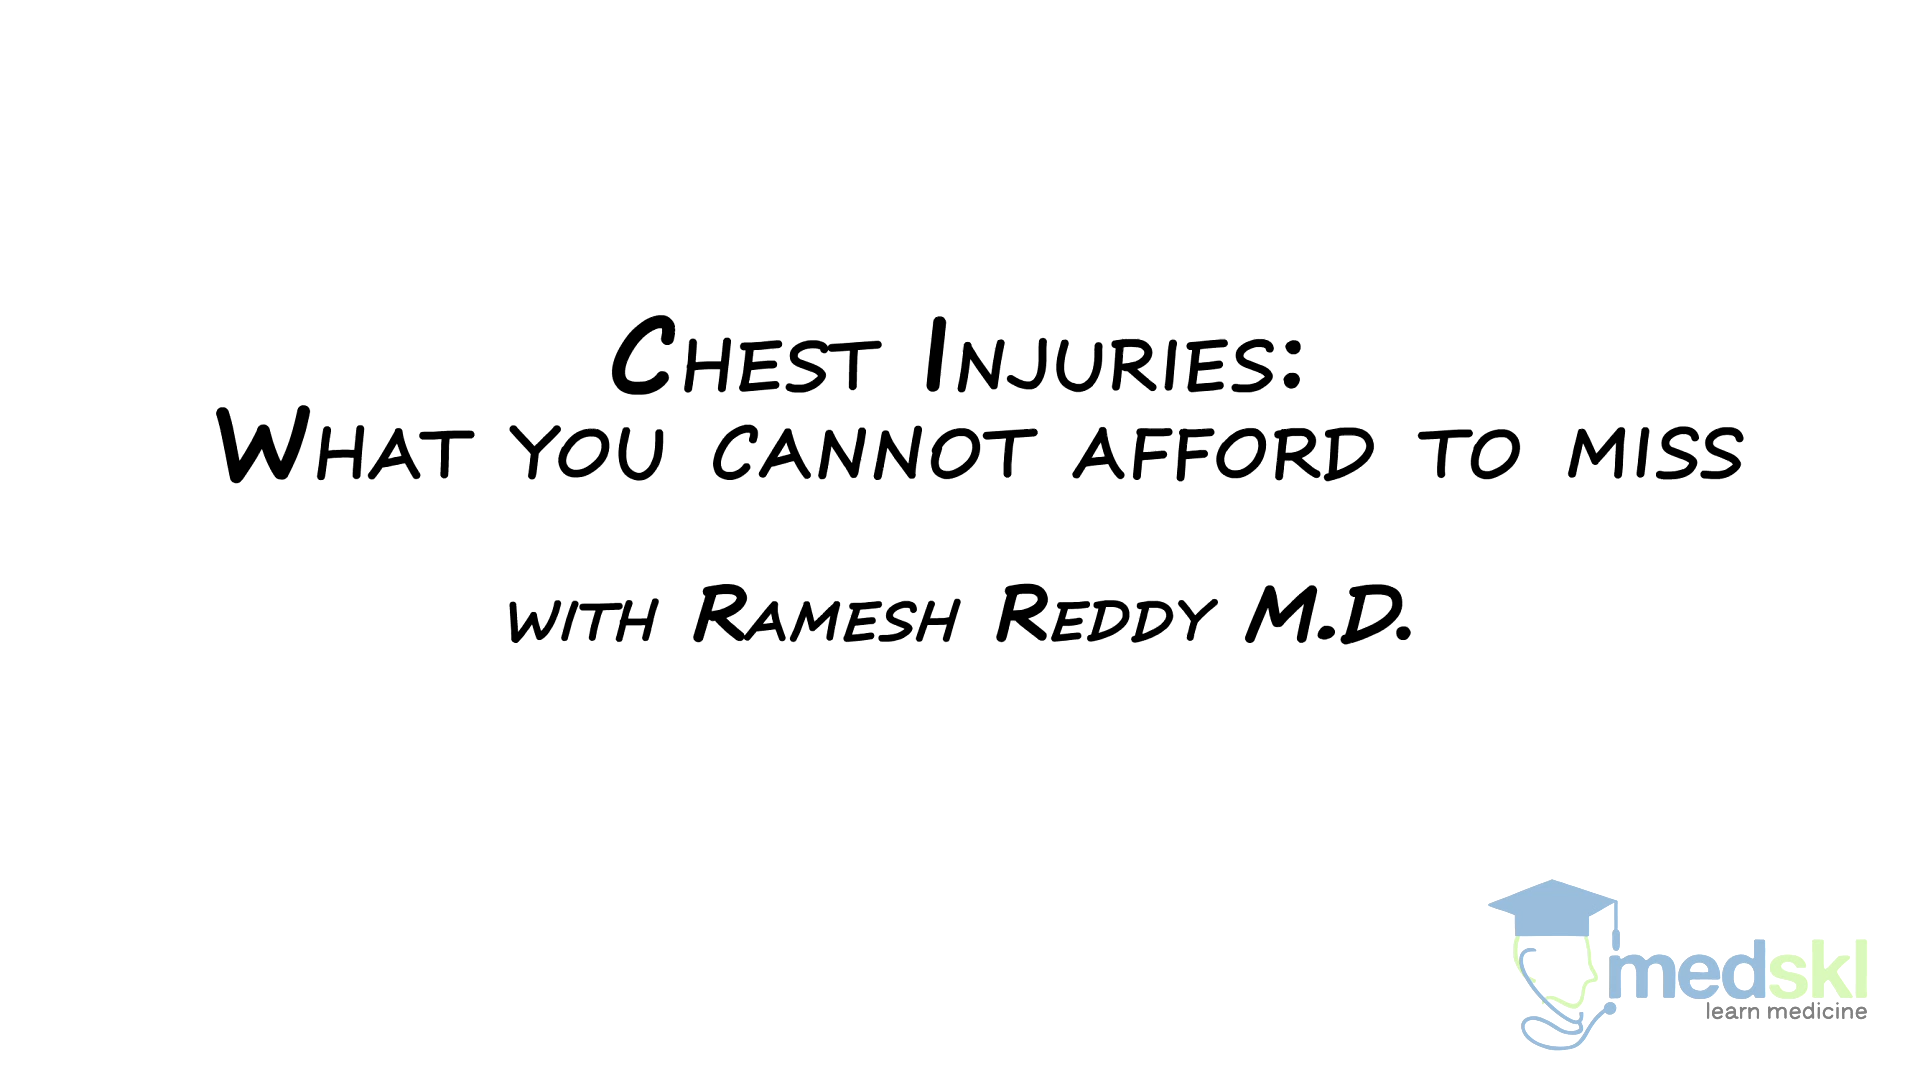 Chest Injuries:
What you cannot afford to miss
with Ramesh Reddy M.D.
medskl
learn medicine